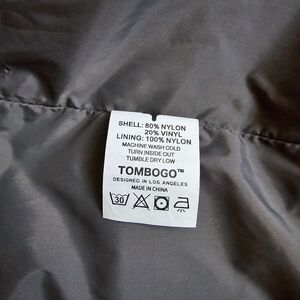 SHELL: 80% NYLON
20% VINYL
LINING: 100% NYLON
MACHINE WASH COLD
TURN INSIDE OUT
TUMBLE DRY LOW
TOMBOGO™
DESIGNED IN LOS ANGELES
MADE IN CHINA
30